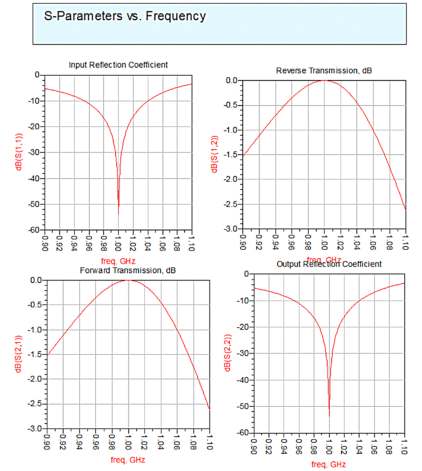 S-Parameters vs. Frequency
Input Reflection Coefficient
0
-10
-20
-30
-40
-50
-60
dB(S(1,1))
0.90 0.92 0.94 0.96 0.98 1.00 1.02 1.04 1.06 1.08 1.10
freq, GHz
Reverse Transmission, dB
0.0
-0.5
-1.0
-1.5
-2.0
-2.5
-3.0
dB(S(1,2))
0.90 0.92 0.94 0.96 0.98 1.00 1.02 1.04 1.06 1.08 1.10
freq, GHz
Forward Transmission, dB
0.0
-0.5
-1.0
-1.5
-2.0
-2.5
-3.0
dB(S(2,1))
0.90 0.92 0.94 0.96 0.98 1.00 1.02 1.04 1.06 1.08 1.10
freq, GHz
Output Reflection Coefficient
0
-10
-20
-30
-40
-50
-60
dB(S(2,2))
0.90 0.92 0.94 0.96 0.98 1.00 1.02 1.04 1.06 1.08 1.10
freq, GHz